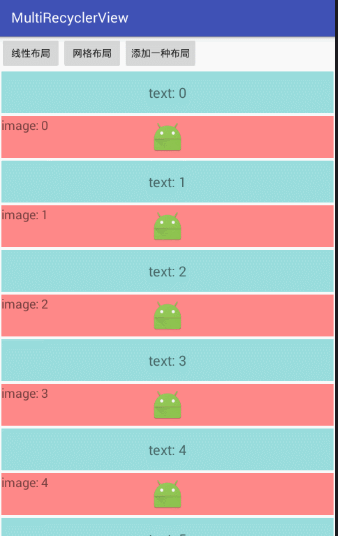 MultiRecyclerView
线性布局 网格布局 添加一种布局
text: 0
image: 0
text: 1
image: 1
text: 2
image: 2
text: 3
image: 3
text: 4
image: 4